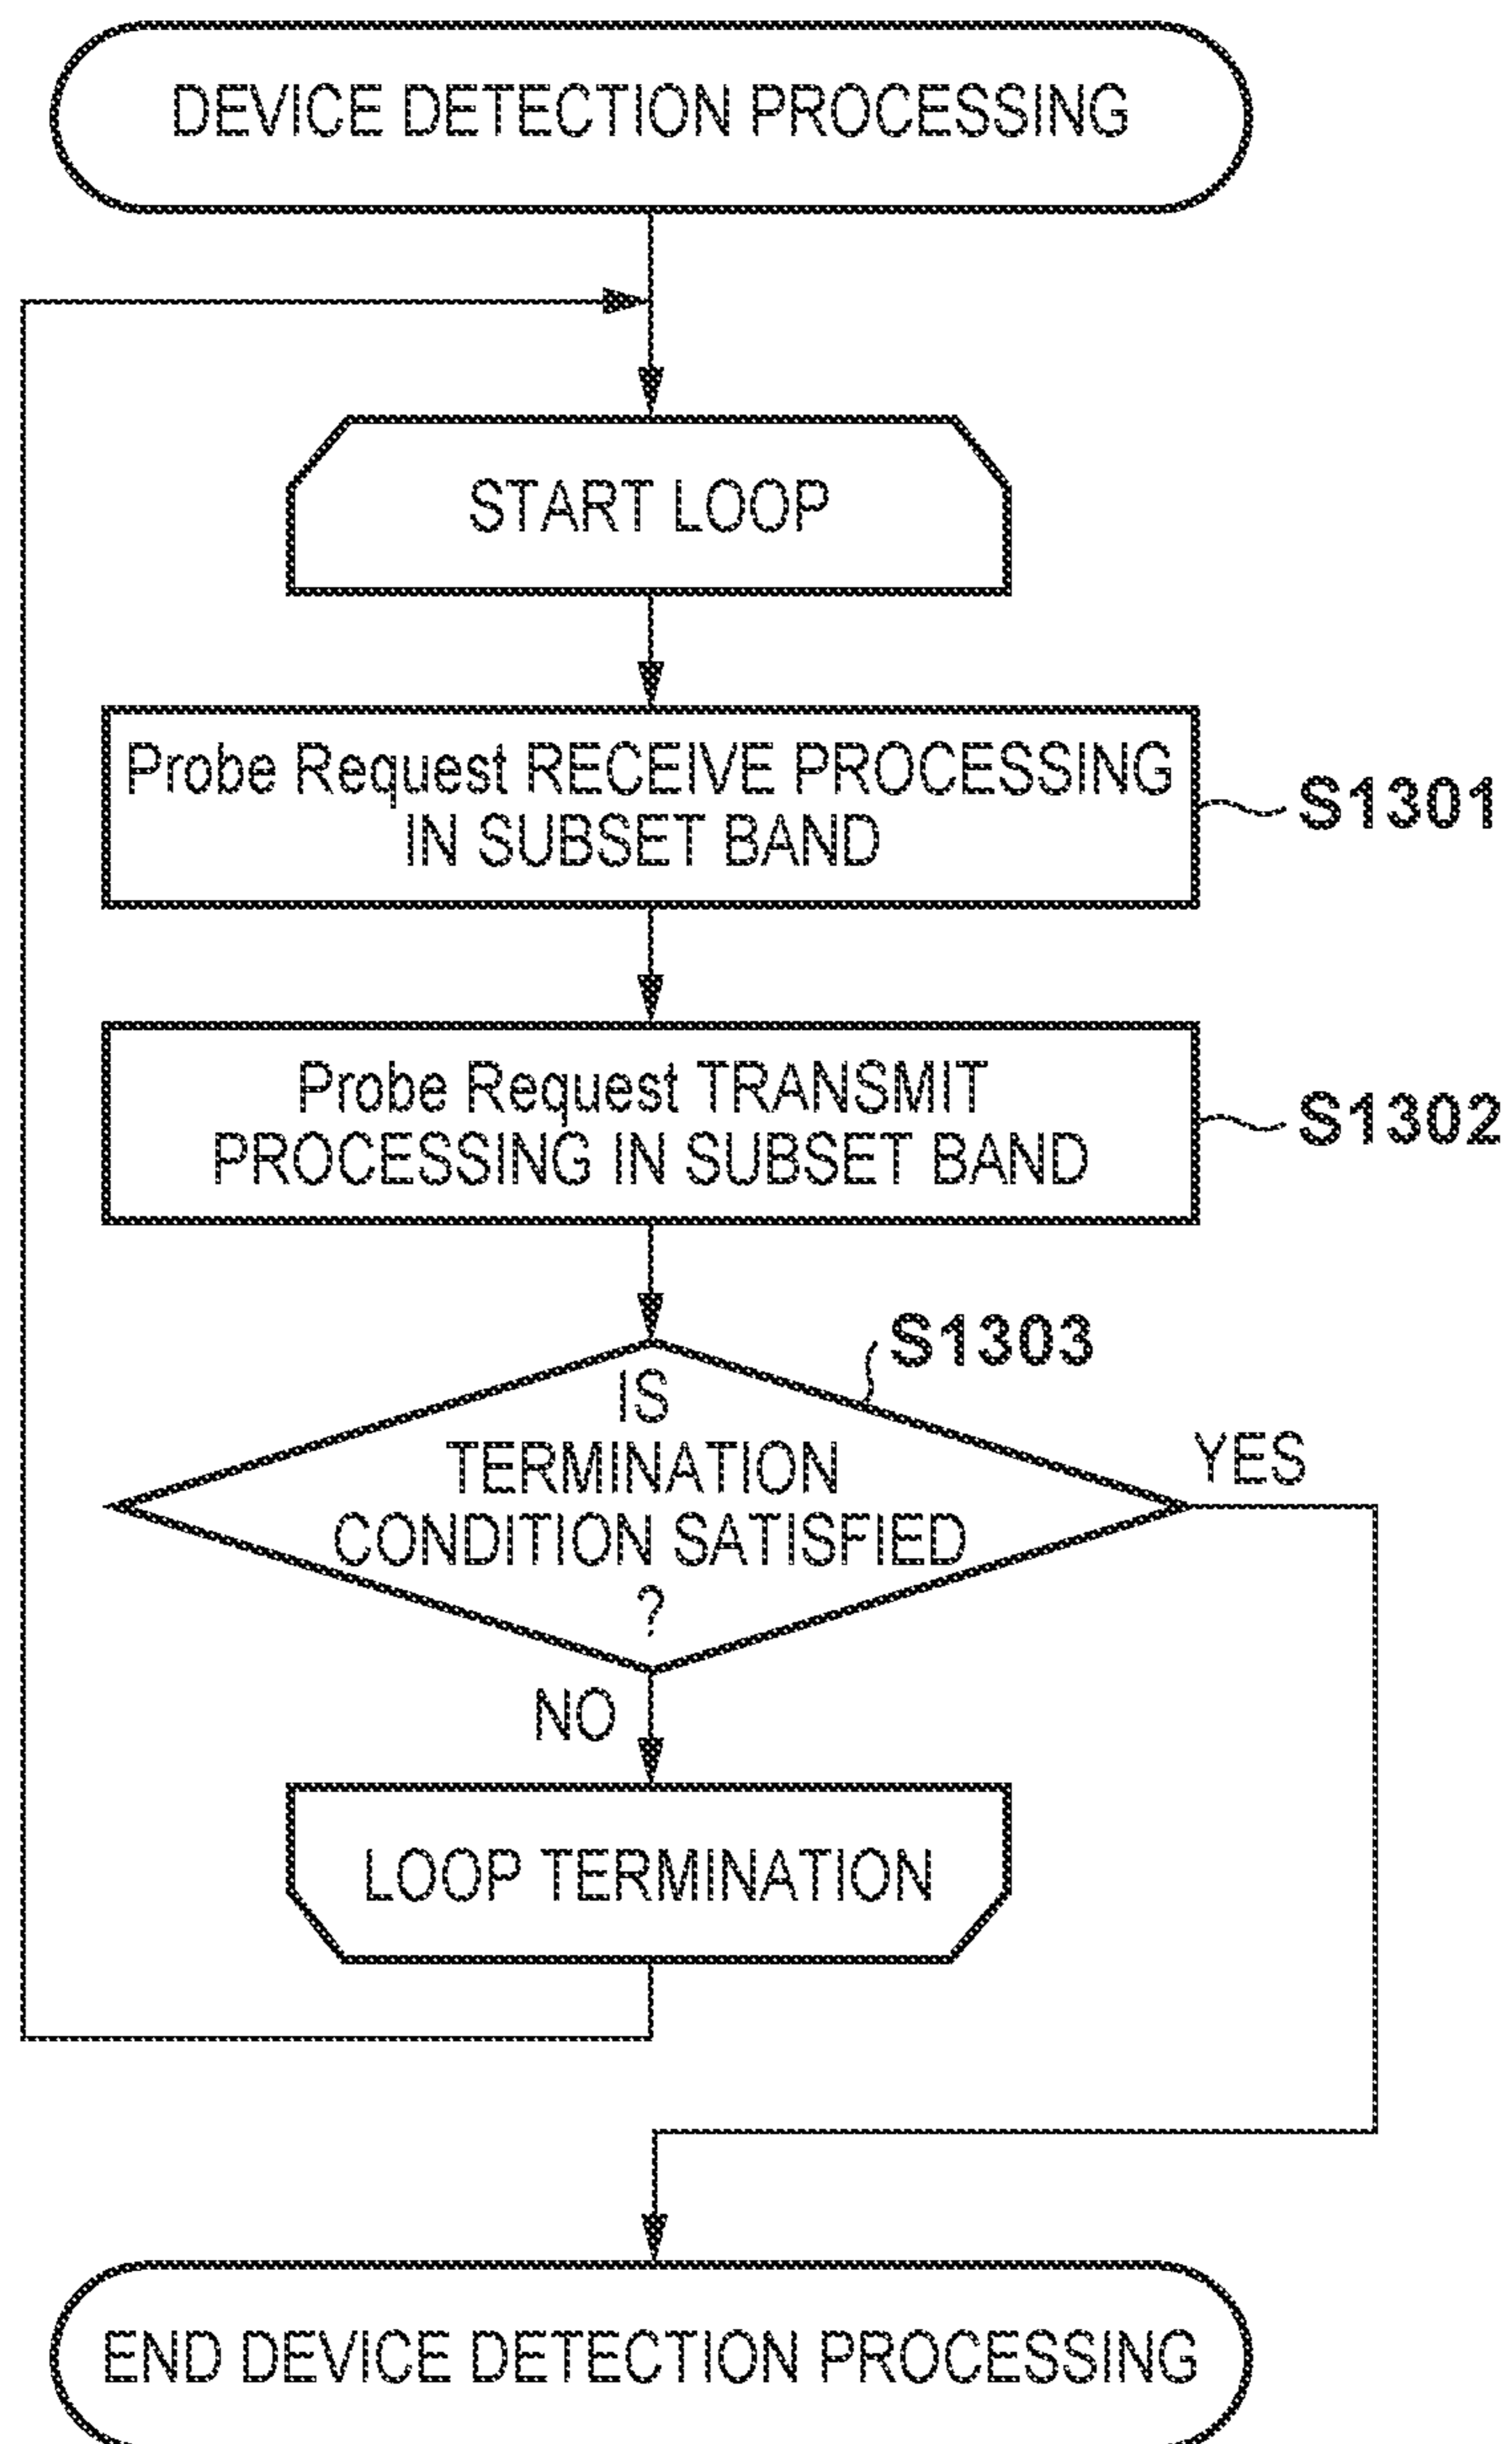 DEVICE DETECTION PROCESSING
START LOOP
Probe Request RECEIVE PROCESSING
IN SUBSET BAND
S1301
Probe Request TRANSMIT
PROCESSING IN SUBSET BAND
S1302
S1303
IS
TERMINATION
CONDITION SATISFIED
?
YES
NO
LOOP TERMINATION
END DEVICE DETECTION PROCESSING